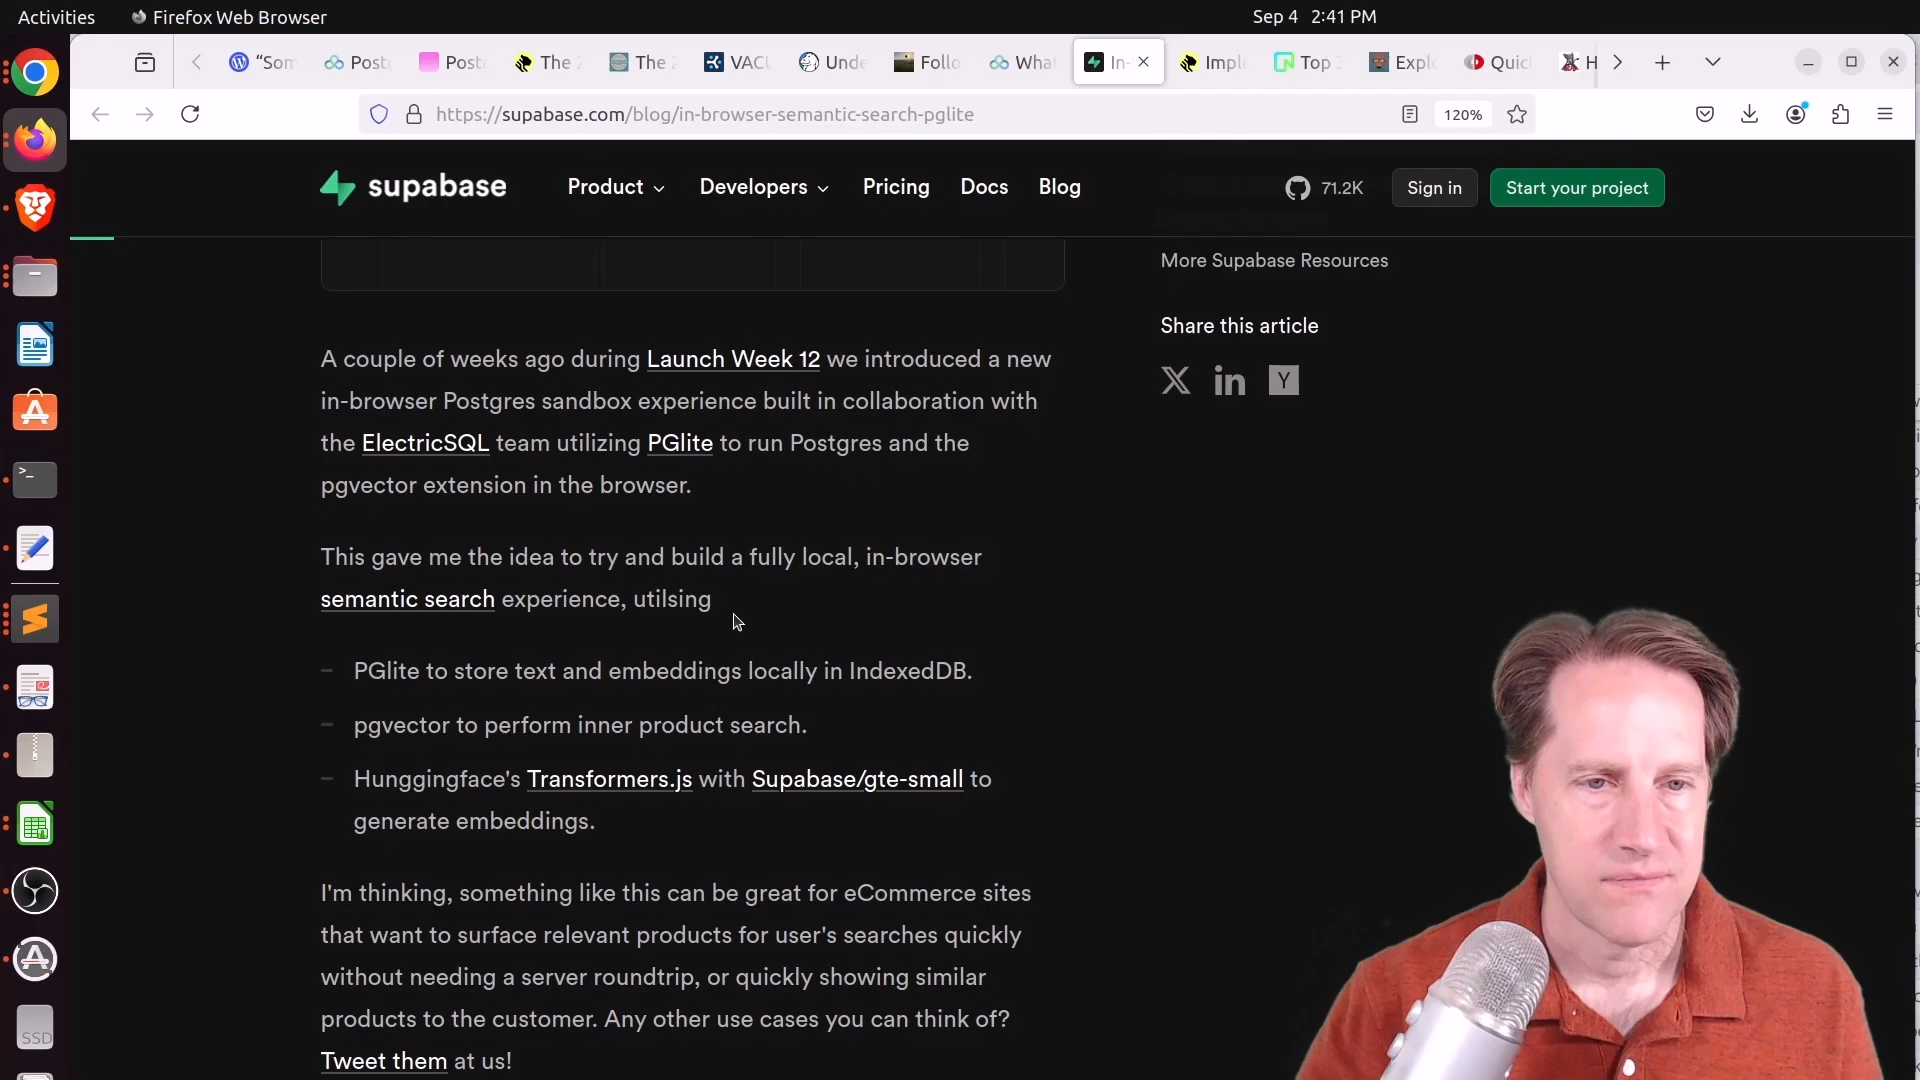 Activities
Firefox Web Browser
Sep 4 2:41 PM
"Som
Post
Post
The 2
The 2
VACU
Unde
Follo
What
In-
Imple
Top
Explo
Quic
H
https://supabase.com/blog/in-browser-semantic-search-pglite
120%
supabase
Product
Developers
Pricing
Docs
Blog
71.2K
Sign in
Start your project
More Supabase Resources
Share this article
A couple of weeks ago during Launch Week 12 we introduced a new
in-browser Postgres sandbox experience built in collaboration with
the ElectricSQL team utilizing PGlite to run Postgres and the
pgvector extension in the browser.
This gave me the idea to try and build a fully local, in-browser
semantic search experience, utilsing
– PGlite to store text and embeddings locally in IndexedDB.
– pgvector to perform inner product search.
– Hunggingface's Transformers.js with Supabase/gte-small to
generate embeddings.
I'm thinking, something like this can be great for eCommerce sites
that want to surface relevant products for user's searches quickly
without needing a server roundtrip, or quickly showing similar
products to the customer. Any other use cases you can think of?
Tweet them at us!
SSD